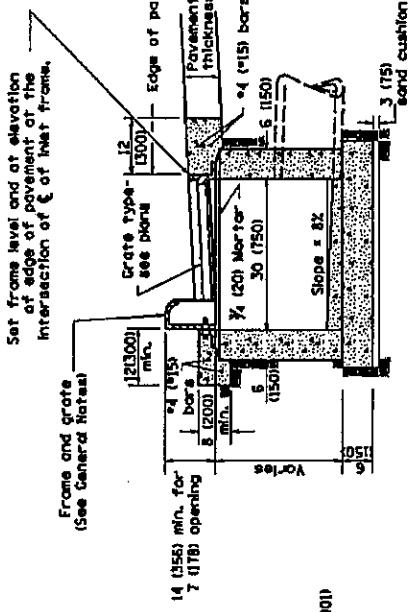 Set frame level and at elevation
of edge of pavement at the
intersection of ℄ of inlet frame.
Frame and grate
(See General Notes)
Edge of pa
Pavement
thickness
12
(300)
Grate type-
see plans
#4 (#15) bars
12(300)
min.
#4 (#15)
bars
8 (200)
min.
14 (356) min. for
7 (178) opening
¾ (20) Mortar
30 (750)
6
(150)
6
(150)
Slope = 8%
Varies
6
(150)
3 (75)
sand cushion
001)